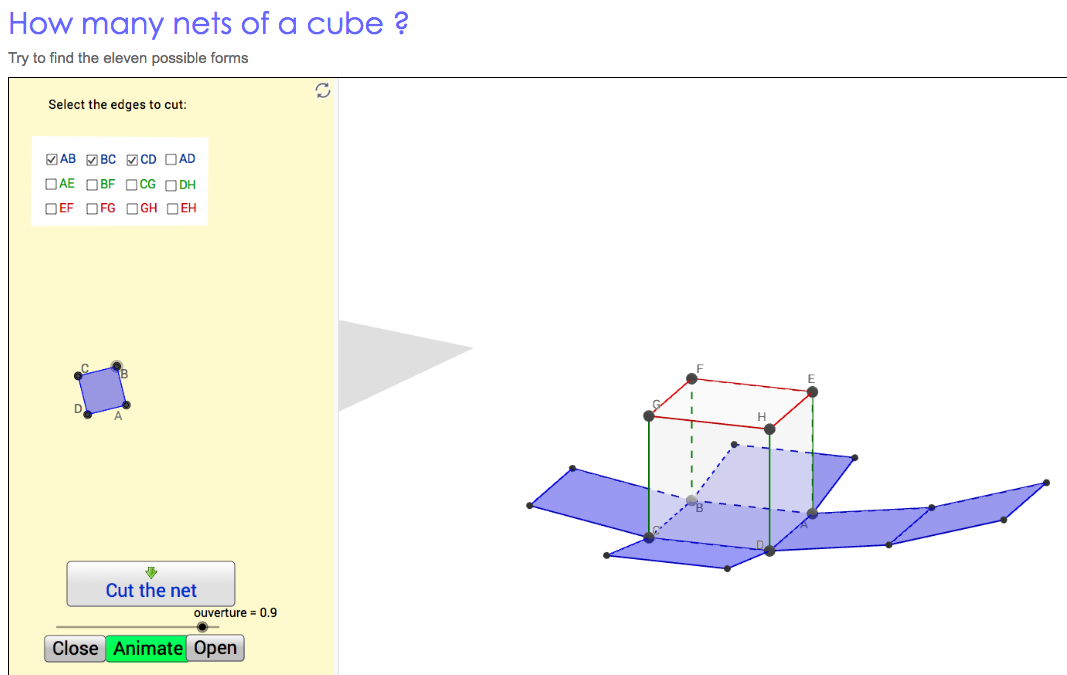 How many nets of a cube ?
Try to find the eleven possible forms
Select the edges to cut:
AB BC CD AD
AE BF CG DH
EF FG GH EH
C
B
D
A
F
E
G
H
B
A
C
D
Cut the net
ouverture = 0.9
Close Animate Open